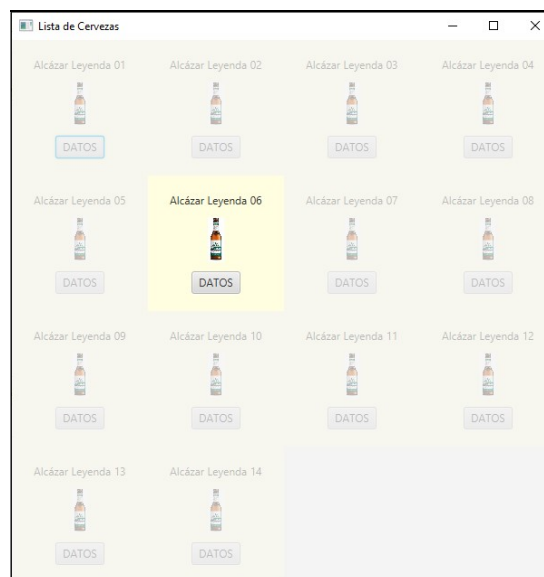 Lista de Cervezas
Alcázar Leyenda 01 Alcázar Leyenda 02 Alcázar Leyenda 03 Alcázar Leyenda 04
DATOS DATOS DATOS DATOS
Alcázar Leyenda 05 Alcázar Leyenda 06 Alcázar Leyenda 07 Alcázar Leyenda 08
DATOS DATOS DATOS DATOS
Alcázar Leyenda 09 Alcázar Leyenda 10 Alcázar Leyenda 11 Alcázar Leyenda 12
DATOS DATOS DATOS DATOS
Alcázar Leyenda 13 Alcázar Leyenda 14
DATOS DATOS